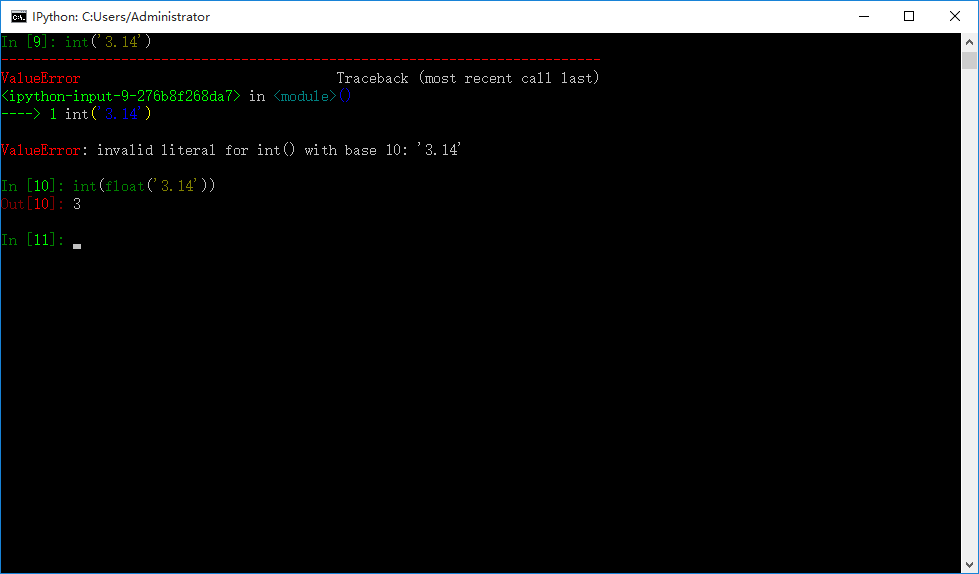 IPython: C:Users/Administrator
In [9]: int('3.14')
---------------------------------------------------------------------------
ValueError                                Traceback (most recent call last)
<ipython-input-9-276b8f268da7> in <module>()
----> 1 int('3.14')
ValueError: invalid literal for int() with base 10: '3.14'
In [10]: int(float('3.14'))
Out[10]: 3
In [11]: